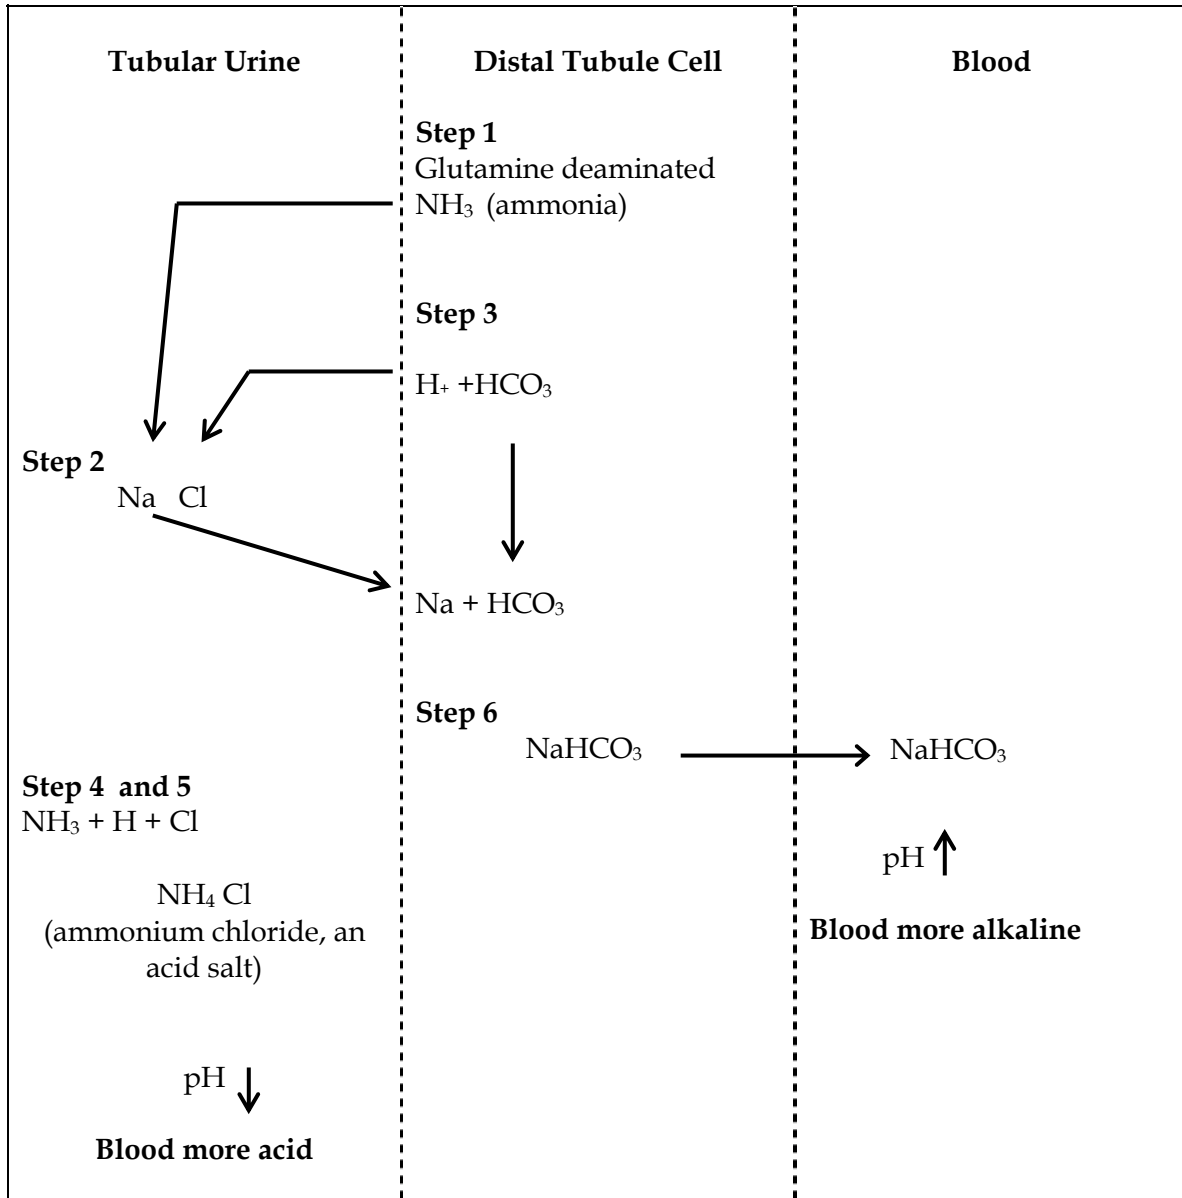 Tubular Urine
Distal Tubule Cell
Blood
Step 1
Glutamine deaminated
NH₃ (ammonia)
Step 3
H₊ +HCO₃
Step 2
Na Cl
Na + HCO₃
Step 6
NaHCO₃
NaHCO₃
Step 4 and 5
NH₃ + H + Cl
pH
NH₄ Cl
(ammonium chloride, an
acid salt)
Blood more alkaline
pH
Blood more acid